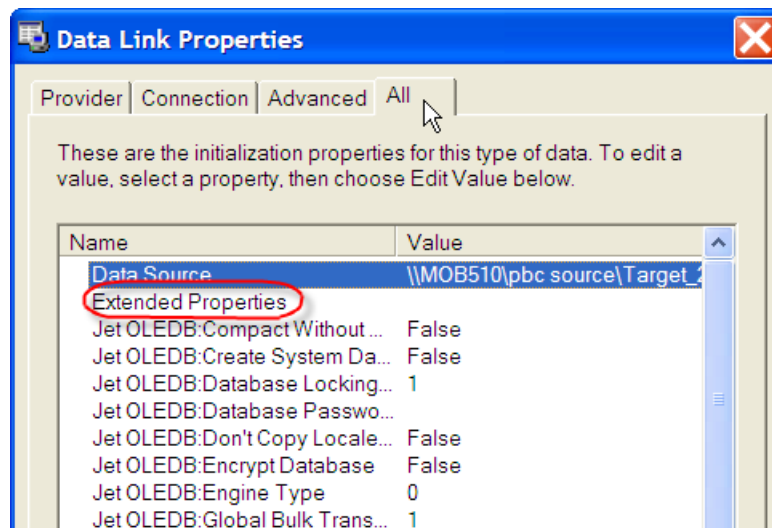 Data Link Properties
Provider Connection Advanced All
These are the initialization properties for this type of data. To edit a
value, select a property, then choose Edit Value below.
Name Value
Data Source \\MOB510\pbc source\Target_2
Extended Properties
Jet OLEDB:Compact Without ... False
Jet OLEDB:Create System Da... False
Jet OLEDB:Database Locking... 1
Jet OLEDB:Database Passwo...
Jet OLEDB:Don't Copy Locale... False
Jet OLEDB:Encrypt Database False
Jet OLEDB:Engine Type 0
Jet OLEDB:Global Bulk Trans... 1